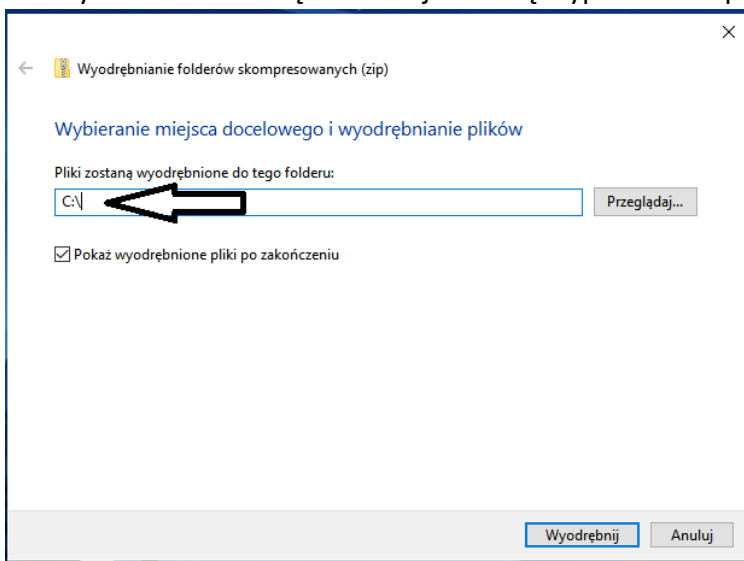 Wyodrębnianie folderów skompresowanych (zip)
Wybieranie miejsca docelowego i wyodrębnianie plików
Pliki zostaną wyodrębnione do tego folderu:
C:\
Przeglądaj...
Pokaż wyodrębnione pliki po zakończeniu
Wyodrębnij Anuluj